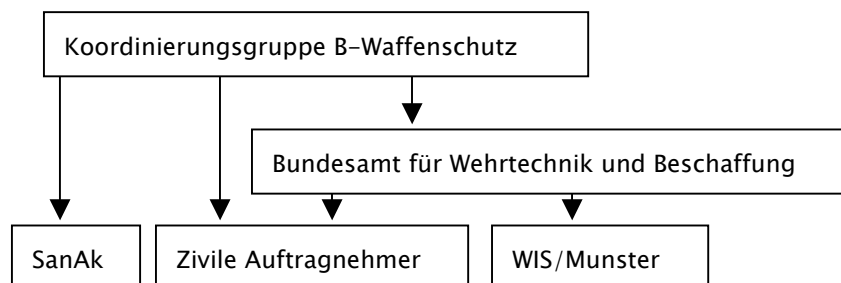 Koordinierungsgruppe B-Waffenschutz
Bundesamt für Wehrtechnik und Beschaffung
SanAk
Zivile Auftragnehmer
WIS/Munster